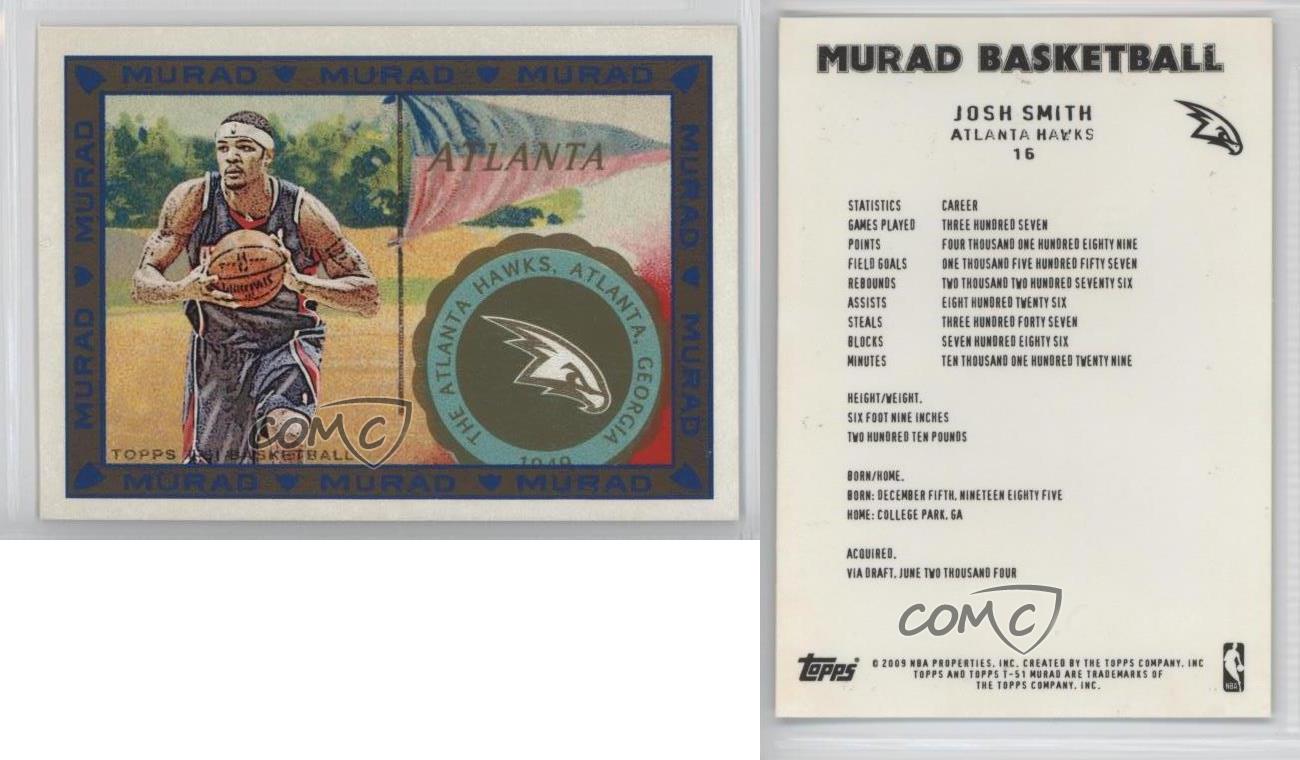 MURAD MURAD MURAD
MURAD MURAD
MURAD MURAD
ATLANTA
THE ATLANTA HAWKS, ATLANTA, GEORGIA
1949
TOPPS T-51 BASKETBALL
MURAD MURAD MURAD
COMC
MURAD BASKETBALL
JOSH SMITH
ATLANTA HAWKS
16
STATISTICS CAREER
GAMES PLAYED THREE HUNDRED SEVEN
POINTS FOUR THOUSAND ONE HUNDRED EIGHTY NINE
FIELD GOALS ONE THOUSAND FIVE HUNDRED FIFTY SEVEN
REBOUNDS TWO THOUSAND TWO HUNDRED SEVENTY SIX
ASSISTS EIGHT HUNDRED TWENTY SIX
STEALS THREE HUNDRED FORTY SEVEN
BLOCKS SEVEN HUNDRED EIGHTY SIX
MINUTES TEN THOUSAND ONE HUNDRED TWENTY NINE
HEIGHT/WEIGHT.
SIX FOOT NINE INCHES
TWO HUNDRED TEN POUNDS
BORN/HOME.
BORN: DECEMBER FIFTH, NINETEEN EIGHTY FIVE
HOME: COLLEGE PARK, GA
ACQUIRED.
VIA DRAFT, JUNE TWO THOUSAND FOUR
COMC
Topps
© 2009 NBA PROPERTIES, INC. CREATED BY THE TOPPS COMPANY, INC
TOPPS AND TOPPS T-51 MURAD ARE TRADEMARKS OF
THE TOPPS COMPANY, INC.
NBA